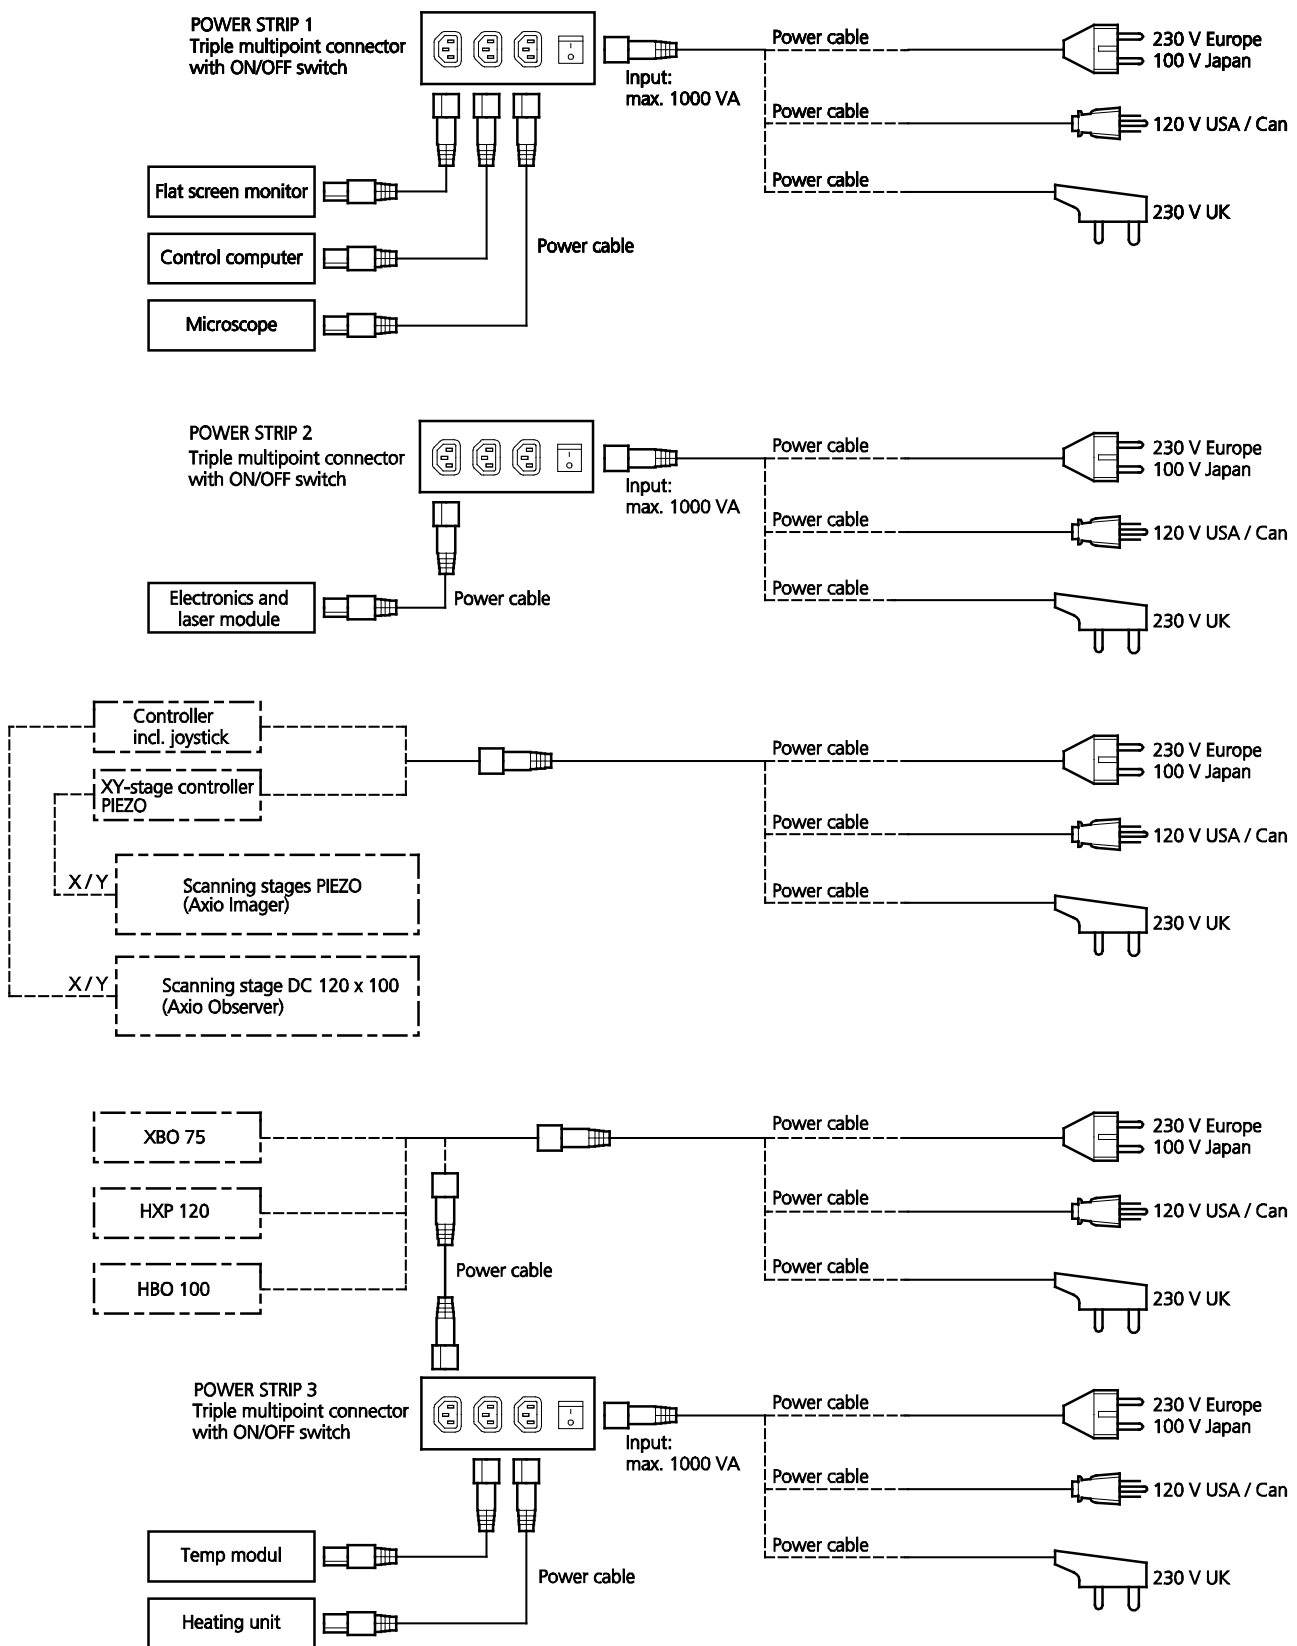 POWER STRIP 1
Triple multipoint connector
with ON/OFF switch
Input:
max. 1000 VA
Power cable
230 V Europe
100 V Japan
Power cable
120 V USA / Can
Power cable
230 V UK
Flat screen monitor
Control computer
Microscope
Power cable
POWER STRIP 2
Triple multipoint connector
with ON/OFF switch
Input:
max. 1000 VA
Power cable
230 V Europe
100 V Japan
Power cable
120 V USA / Can
Power cable
230 V UK
Electronics and
laser module
Power cable
Controller
incl. joystick
XY-stage controller
PIEZO
X / Y
Scanning stages PIEZO
(Axio Imager)
X / Y
Scanning stage DC 120 x 100
(Axio Observer)
Power cable
230 V Europe
100 V Japan
Power cable
120 V USA / Can
Power cable
230 V UK
XBO 75
HXP 120
HBO 100
Power cable
Power cable
230 V Europe
100 V Japan
Power cable
120 V USA / Can
Power cable
230 V UK
POWER STRIP 3
Triple multipoint connector
with ON/OFF switch
Input:
max. 1000 VA
Power cable
230 V Europe
100 V Japan
Power cable
120 V USA / Can
Power cable
230 V UK
Temp modul
Heating unit
Power cable